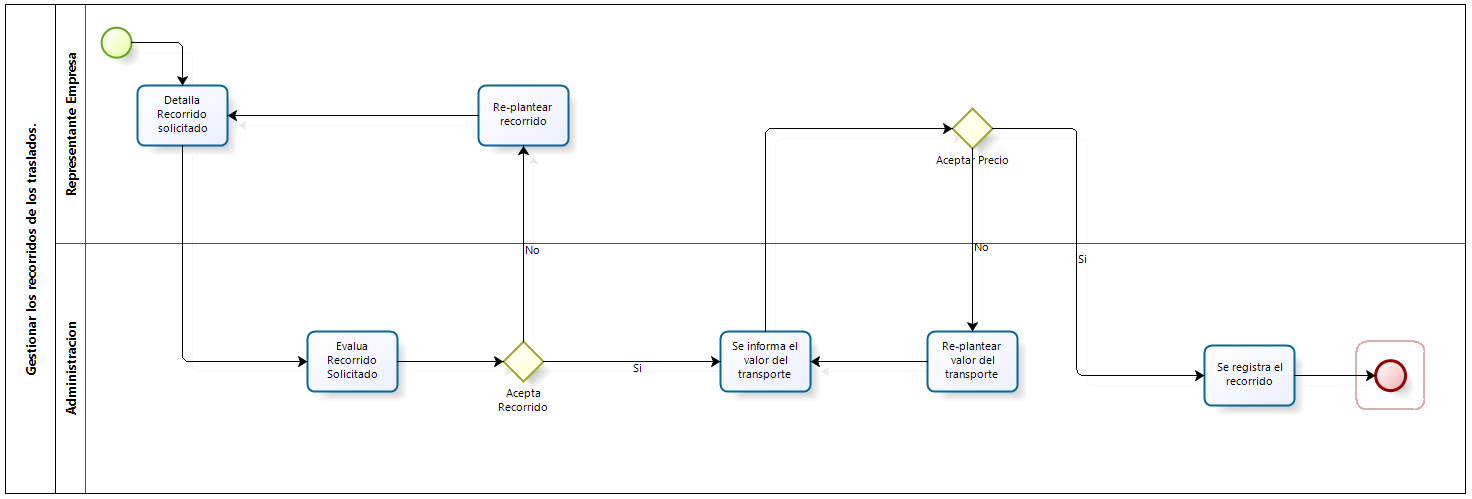 Gestionar los recorridos de los traslados.
Representante Empresa
Detalla
Recorrido
solicitado
Re-plantear
recorrido
Aceptar Precio
No
No
Si
Administracion
Evalua
Recorrido
Solicitado
Acepta
Recorrido
Si
Se informa el
valor del
transporte
Re-plantear
valor del
transporte
Se registra el
recorrido